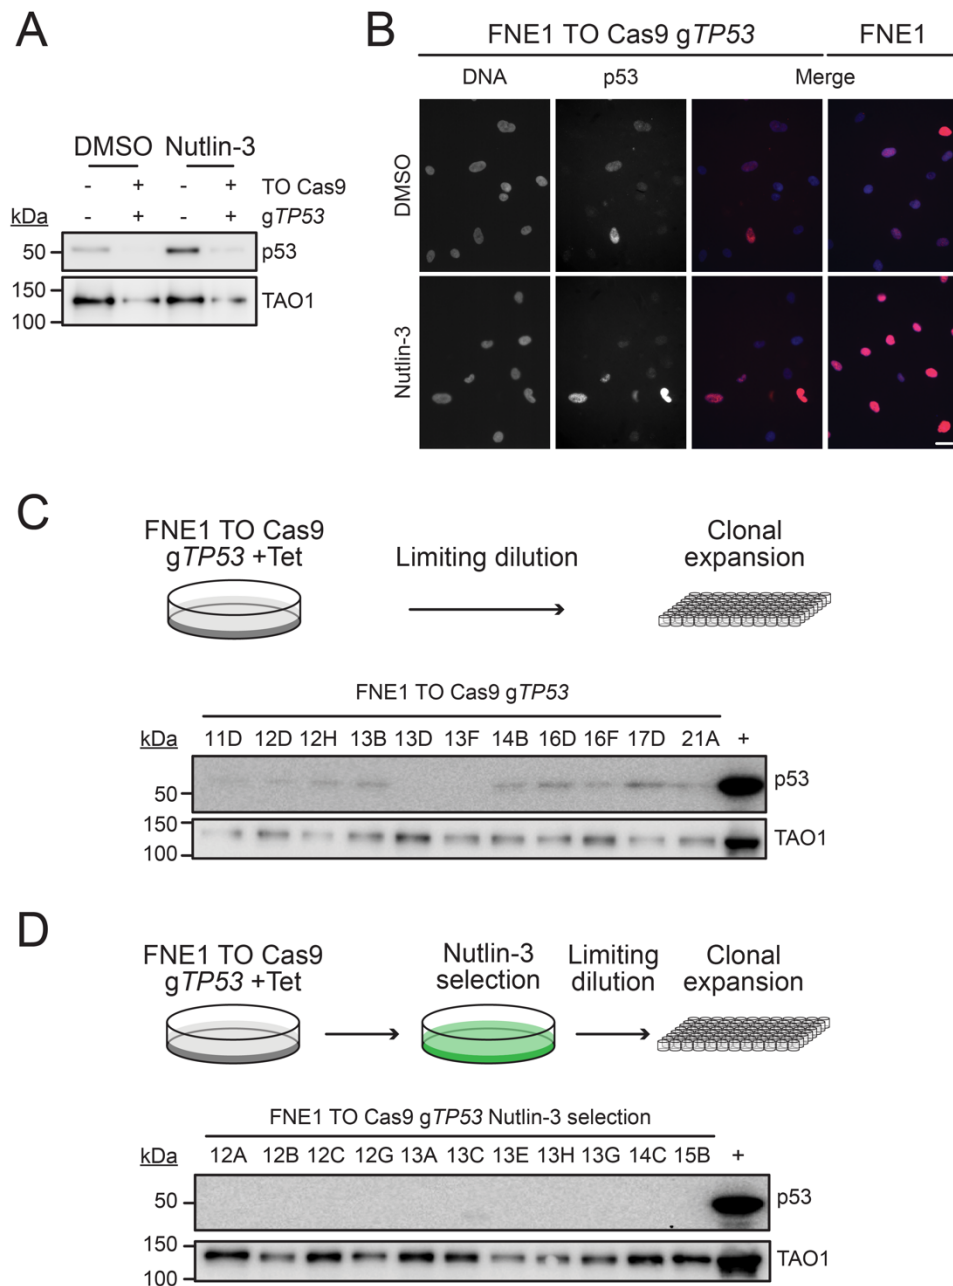 A
DMSO Nutlin-3
- + - + TO Cas9
- + - + gTP53
kDa
50 p53
150
100
TAO1
B
FNE1 TO Cas9 gTP53 FNE1
DNA p53 Merge
DMSO
Nutlin-3
C
FNE1 TO Cas9
gTP53 +Tet
Limiting dilution
Clonal
expansion
FNE1 TO Cas9 gTP53
kDa 11D 12D 12H 13B 13D 13F 14B 16D 16F 17D 21A +
50 p53
150
100
TAO1
D
FNE1 TO Cas9
gTP53 +Tet
Nutlin-3
selection
Limiting
dilution
Clonal
expansion
FNE1 TO Cas9 gTP53 Nutlin-3 selection
kDa 12A 12B 12C 12G 13A 13C 13E 13H 13G 14C 15B +
50 p53
150
100
TAO1